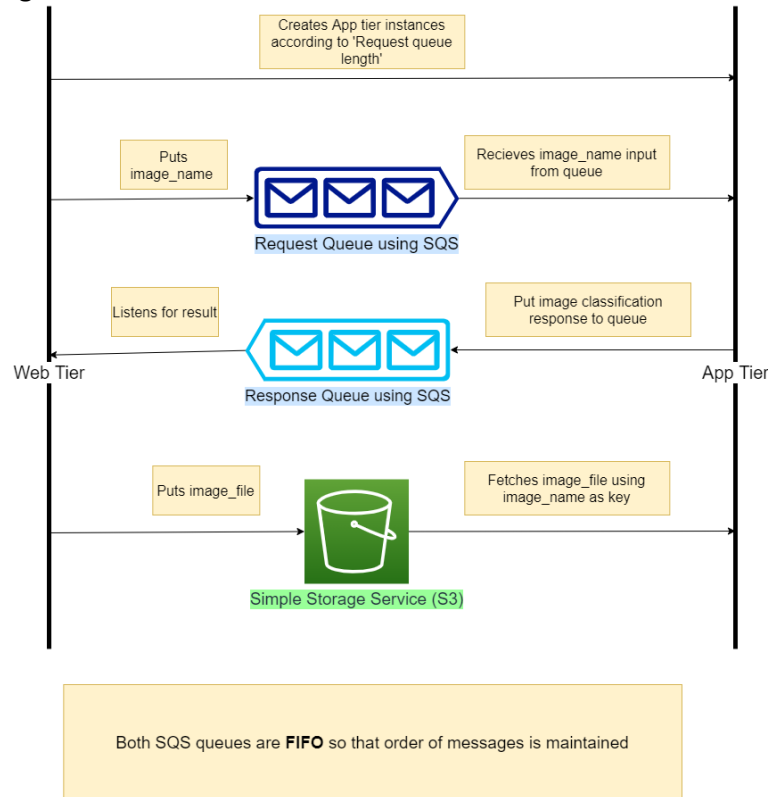 Creates App tier instances
according to 'Request queue
length'
Puts
image_name
Recieves image_name input
from queue
Request Queue using SQS
Listens for result
Put image classification
response to queue
Web Tier
App Tier
Response Queue using SQS
Puts image_file
Fetches image_file using
image_name as key
Simple Storage Service (S3)
Both SQS queues are FIFO so that order of messages is maintained